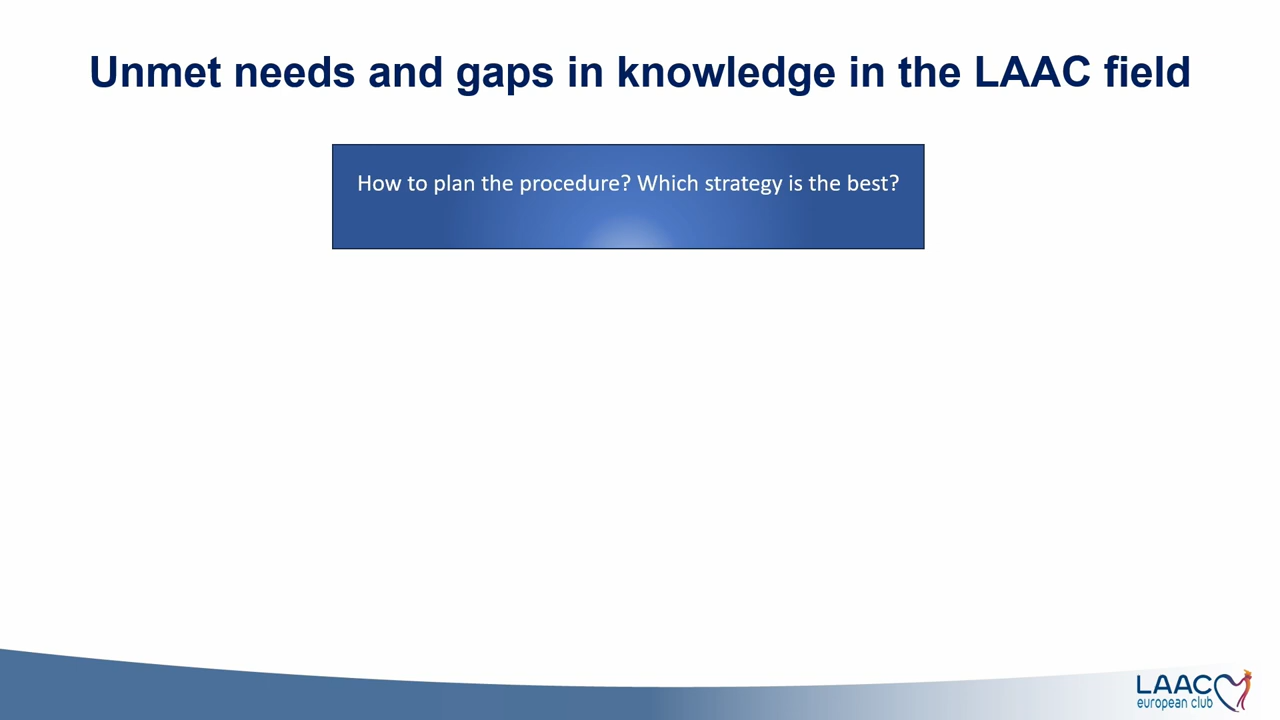 Unmet needs and gaps in knowledge in the LAAC field
How to plan the procedure? Which strategy is the best?
LAAC
european club